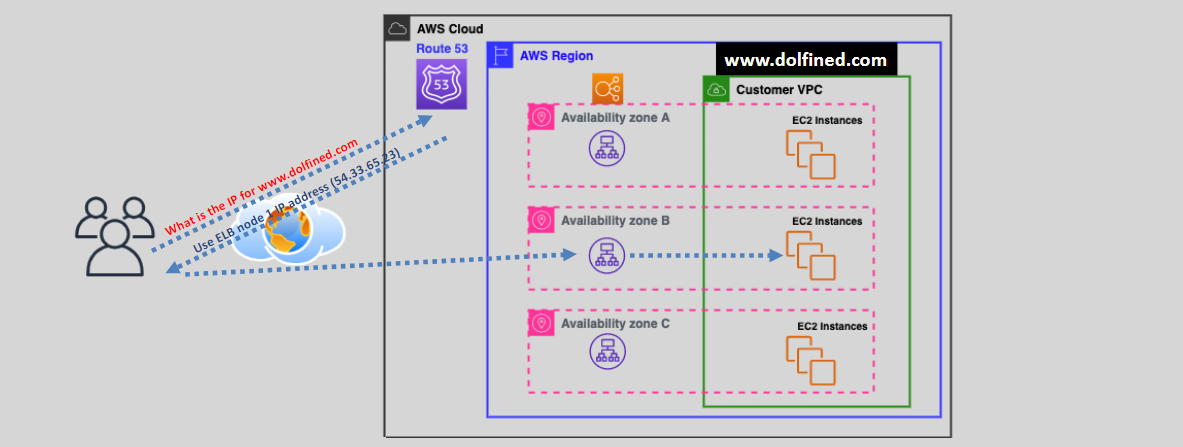 AWS Cloud
Route 53
53
AWS Region
www.dolfined.com
Customer VPC
Availability zone A
EC2 Instances
What is the IP for www.dolfined.com
Use ELB node 1 IP address (54.33.65.23)
Availability zone B
EC2 Instances
Availability zone C
EC2 Instances